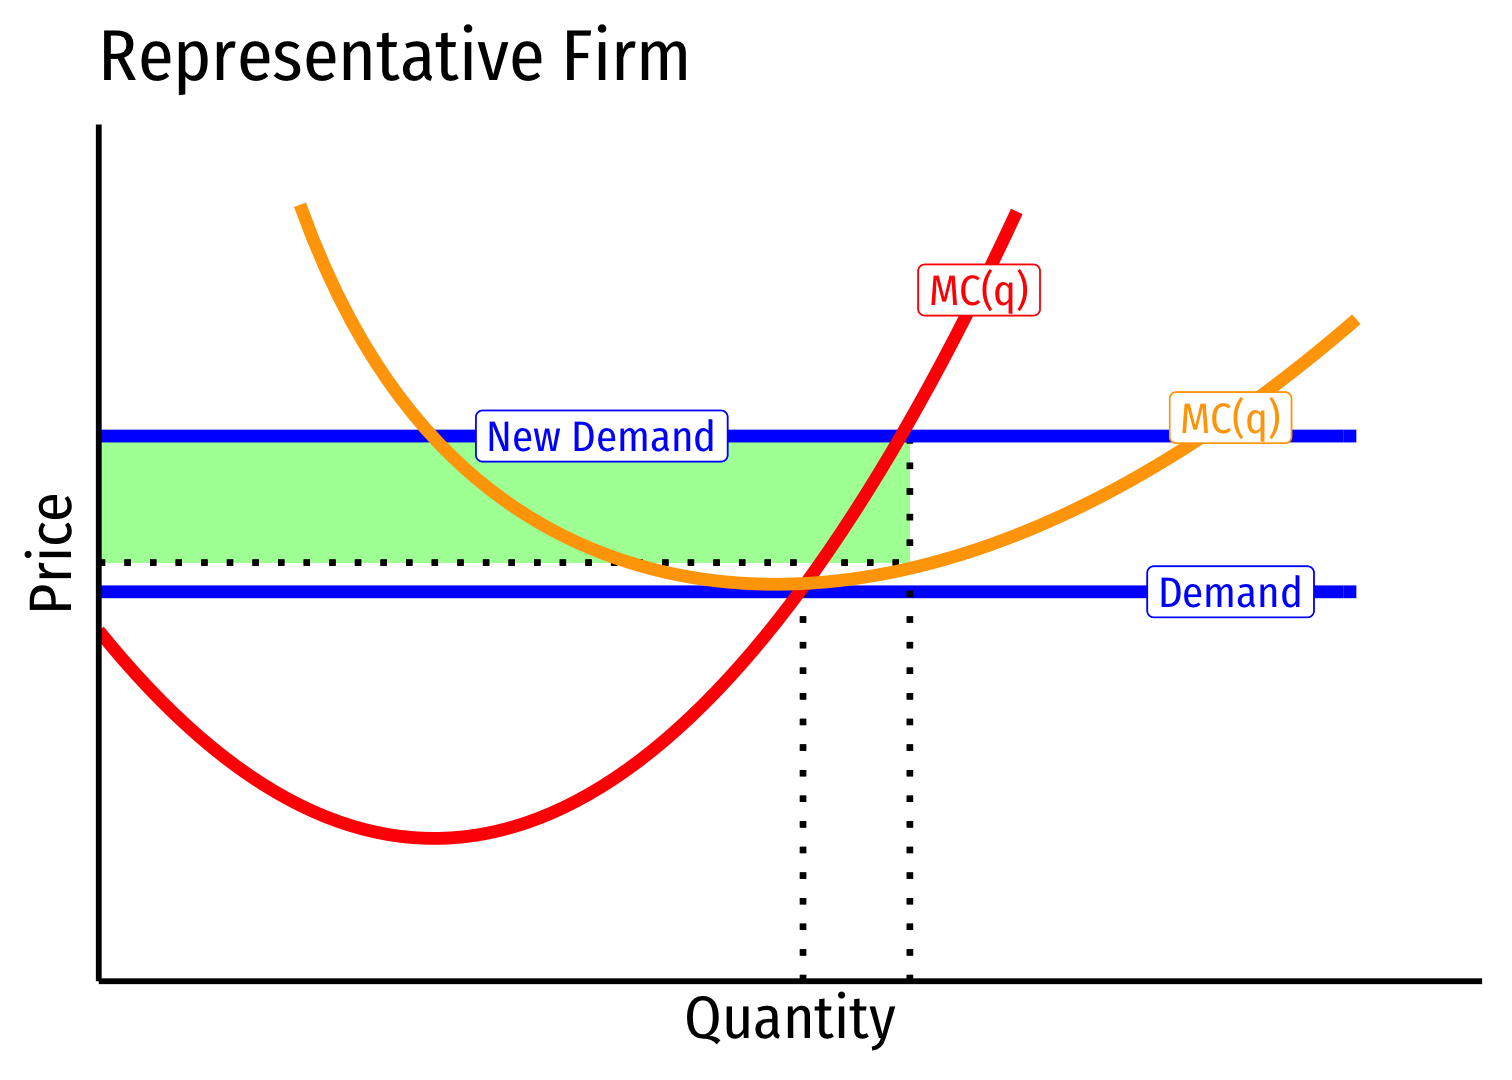 Representative Firm
MC(q)
MC(q)
New Demand
Demand
Price
Quantity